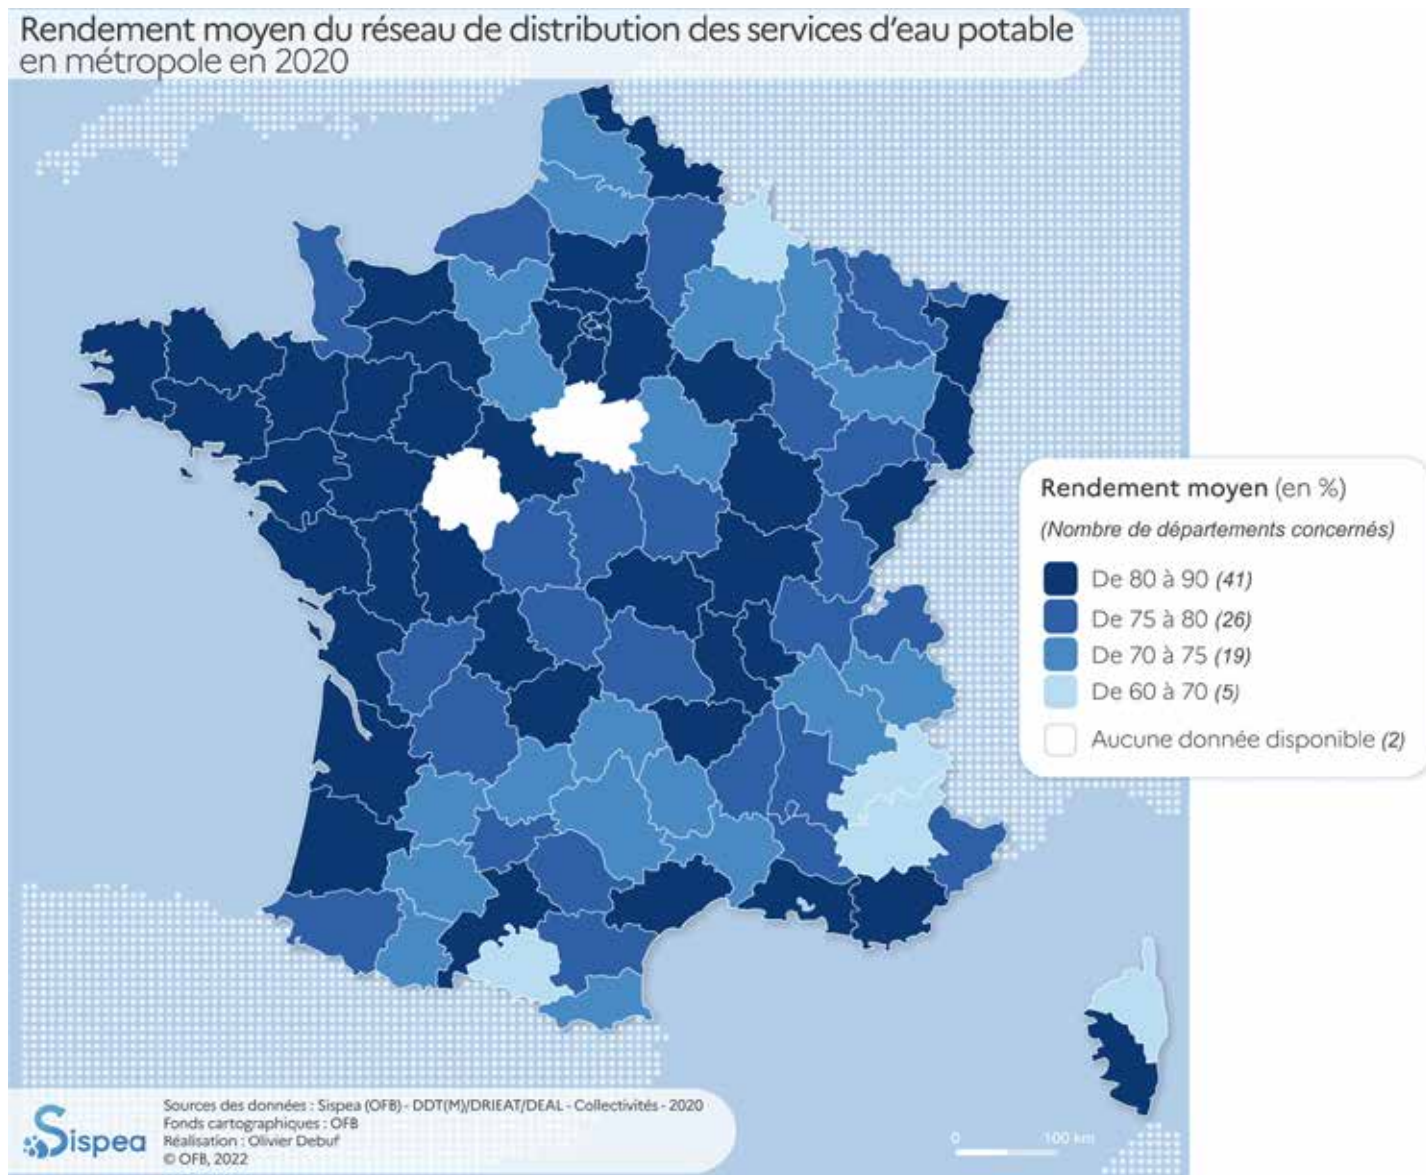 Rendement moyen du réseau de distribution des services d'eau potable
en métropole en 2020
Rendement moyen (en %)
(Nombre de départements concernés)
De 80 à 90 (41)
De 75 à 80 (26)
De 70 à 75 (19)
De 60 à 70 (5)
Aucune donnée disponible (2)
Sispea
Sources des données : Sispea (OFB) - DDT(M)/DRIEAT/DEAL - Collectivités - 2020
Fonds cartographiques : OFB
Réalisation : Olivier Debuf
© OFB, 2022
0 100 km